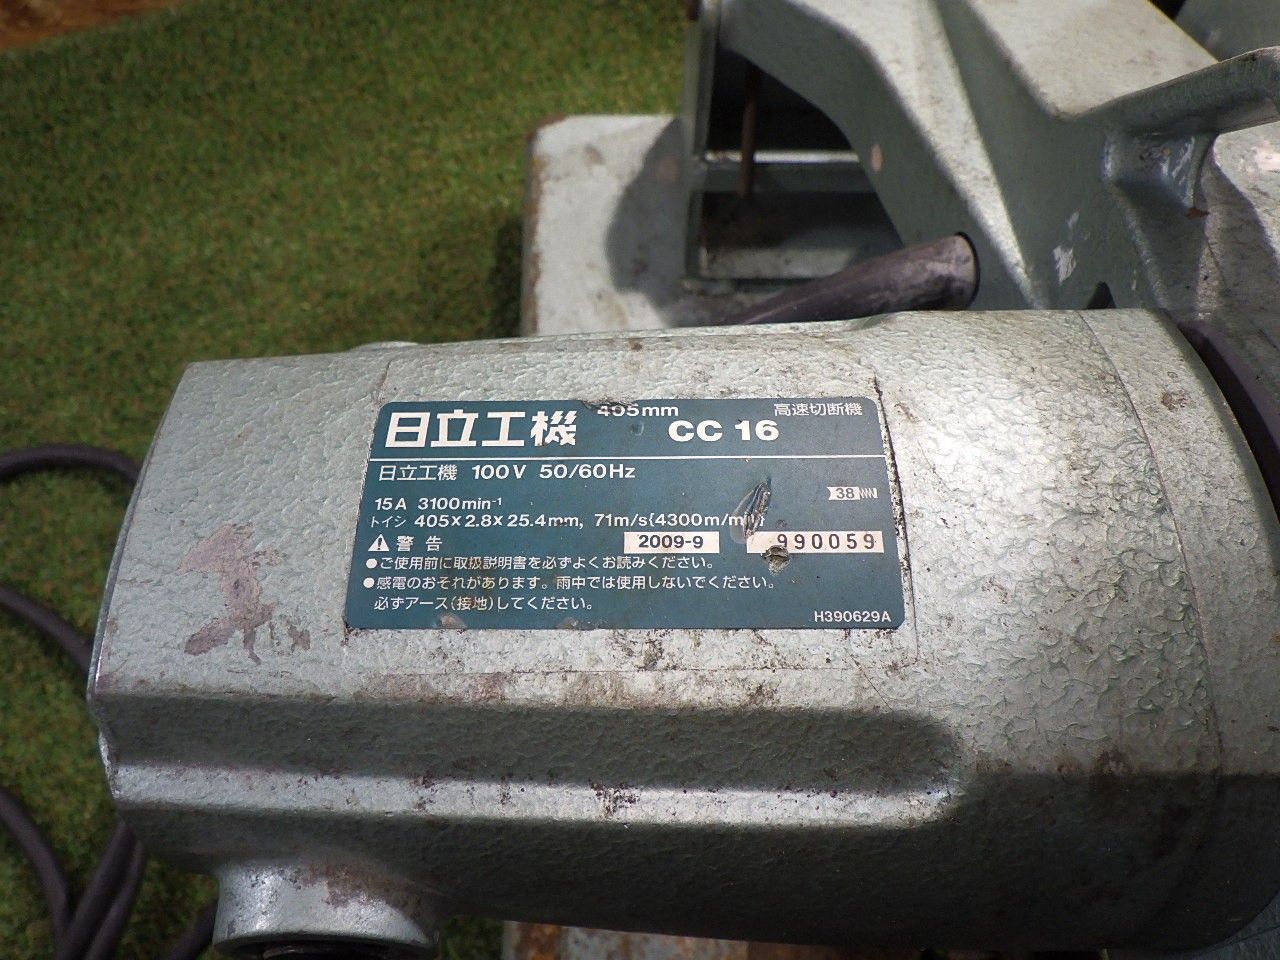 日立工機 405mm 高速切断機
CC 16
日立工機 100V 50/60Hz
15A 3100min⁻¹ 38
トイシ 405×2.8×25.4mm, 71m/s{4300m/min}
警告 2009-9 990059
●ご使用前に取扱説明書を必ずよくお読みください。
●感電のおそれがあります。雨中では使用しないでください。
必ずアース(接地)してください。
H390629A